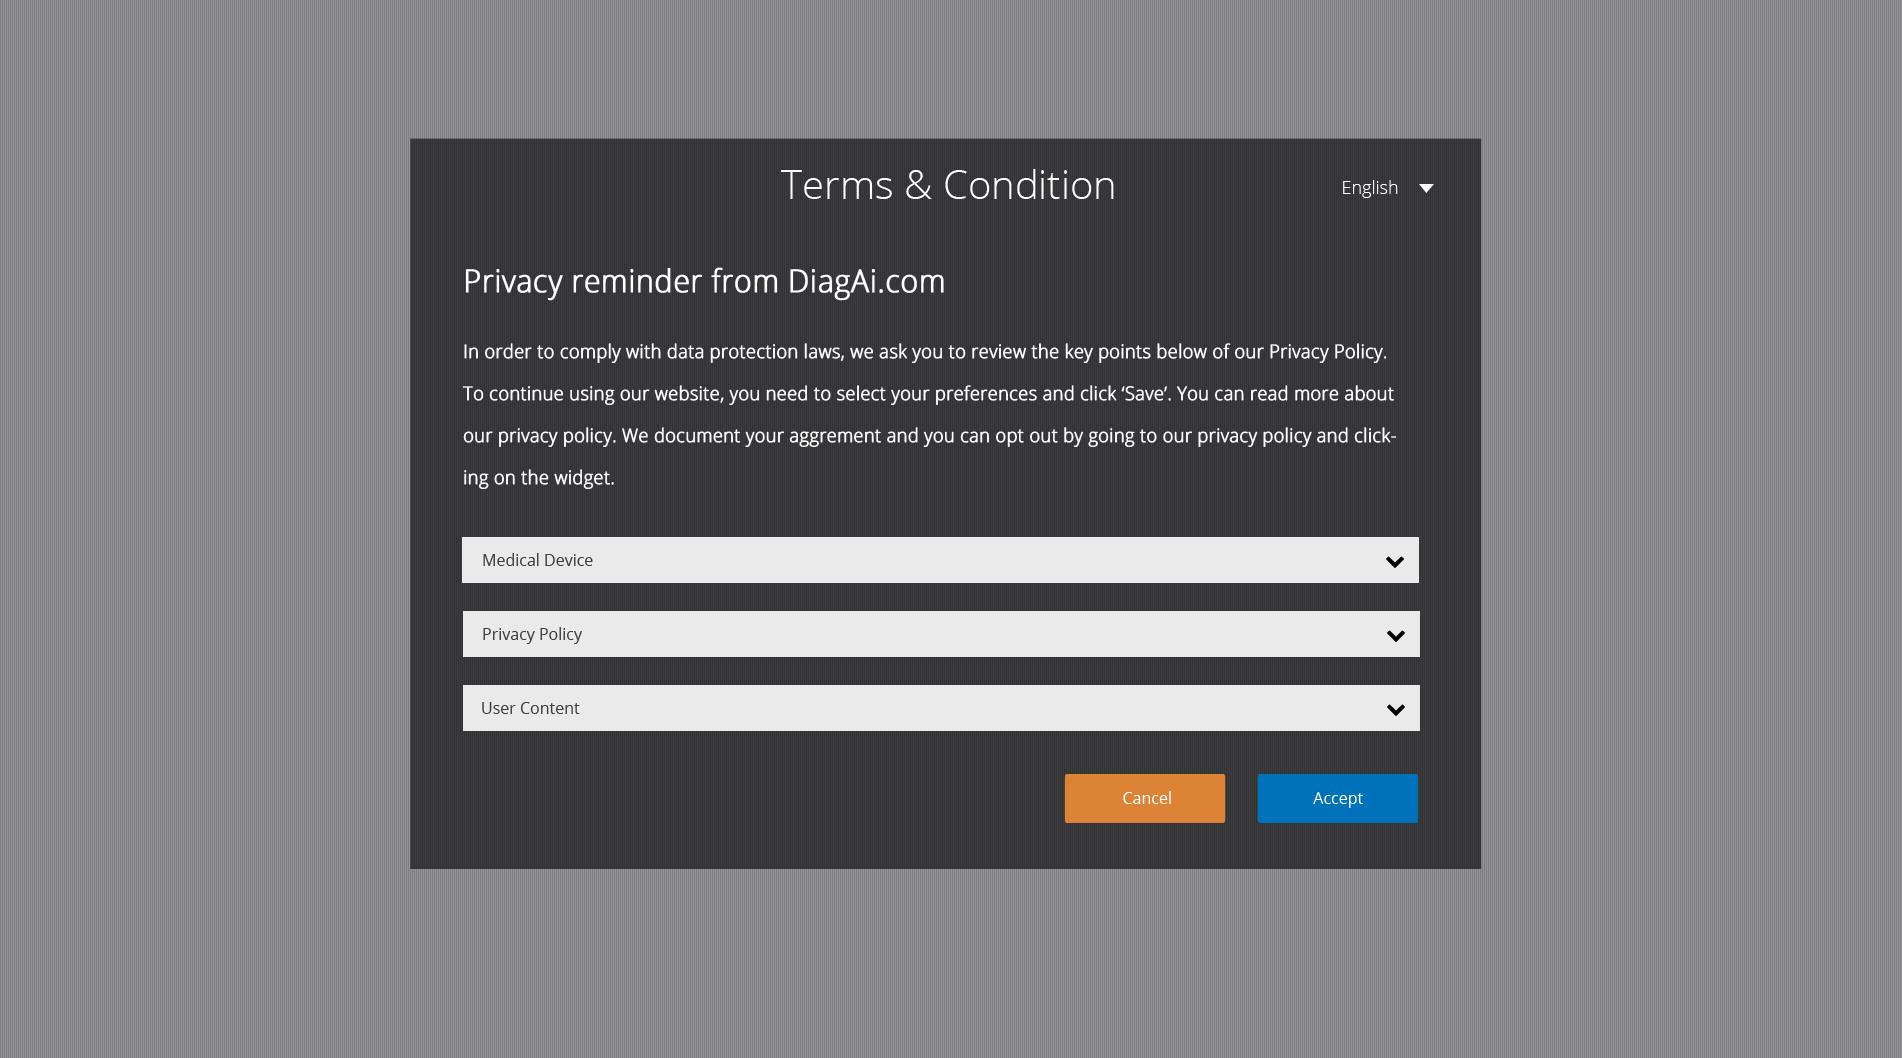 Terms & Condition
English
Privacy reminder from DiagAi.com
In order to comply with data protection laws, we ask you to review the key points below of our Privacy Policy.
To continue using our website, you need to select your preferences and click ‘Save’. You can read more about
our privacy policy. We document your aggrement and you can opt out by going to our privacy policy and click-
ing on the widget.
Medical Device
Privacy Policy
User Content
Cancel
Accept